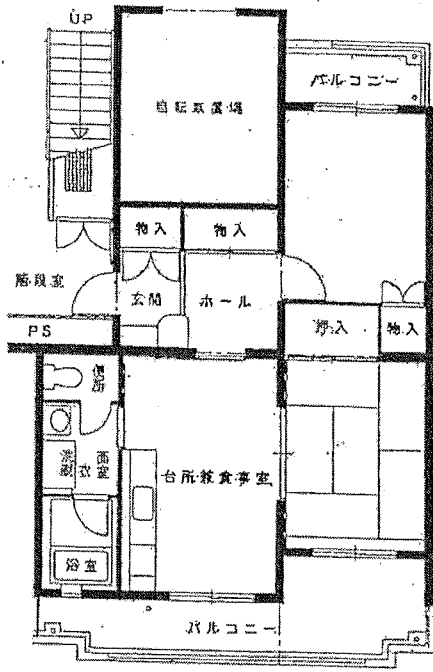 UP
バルコニー
自転車置場
物入
物入
階段室
玄関
ホール
押入
物入
PS
便所
洗面
脱衣室
台所兼食事室
浴室
バルコニー